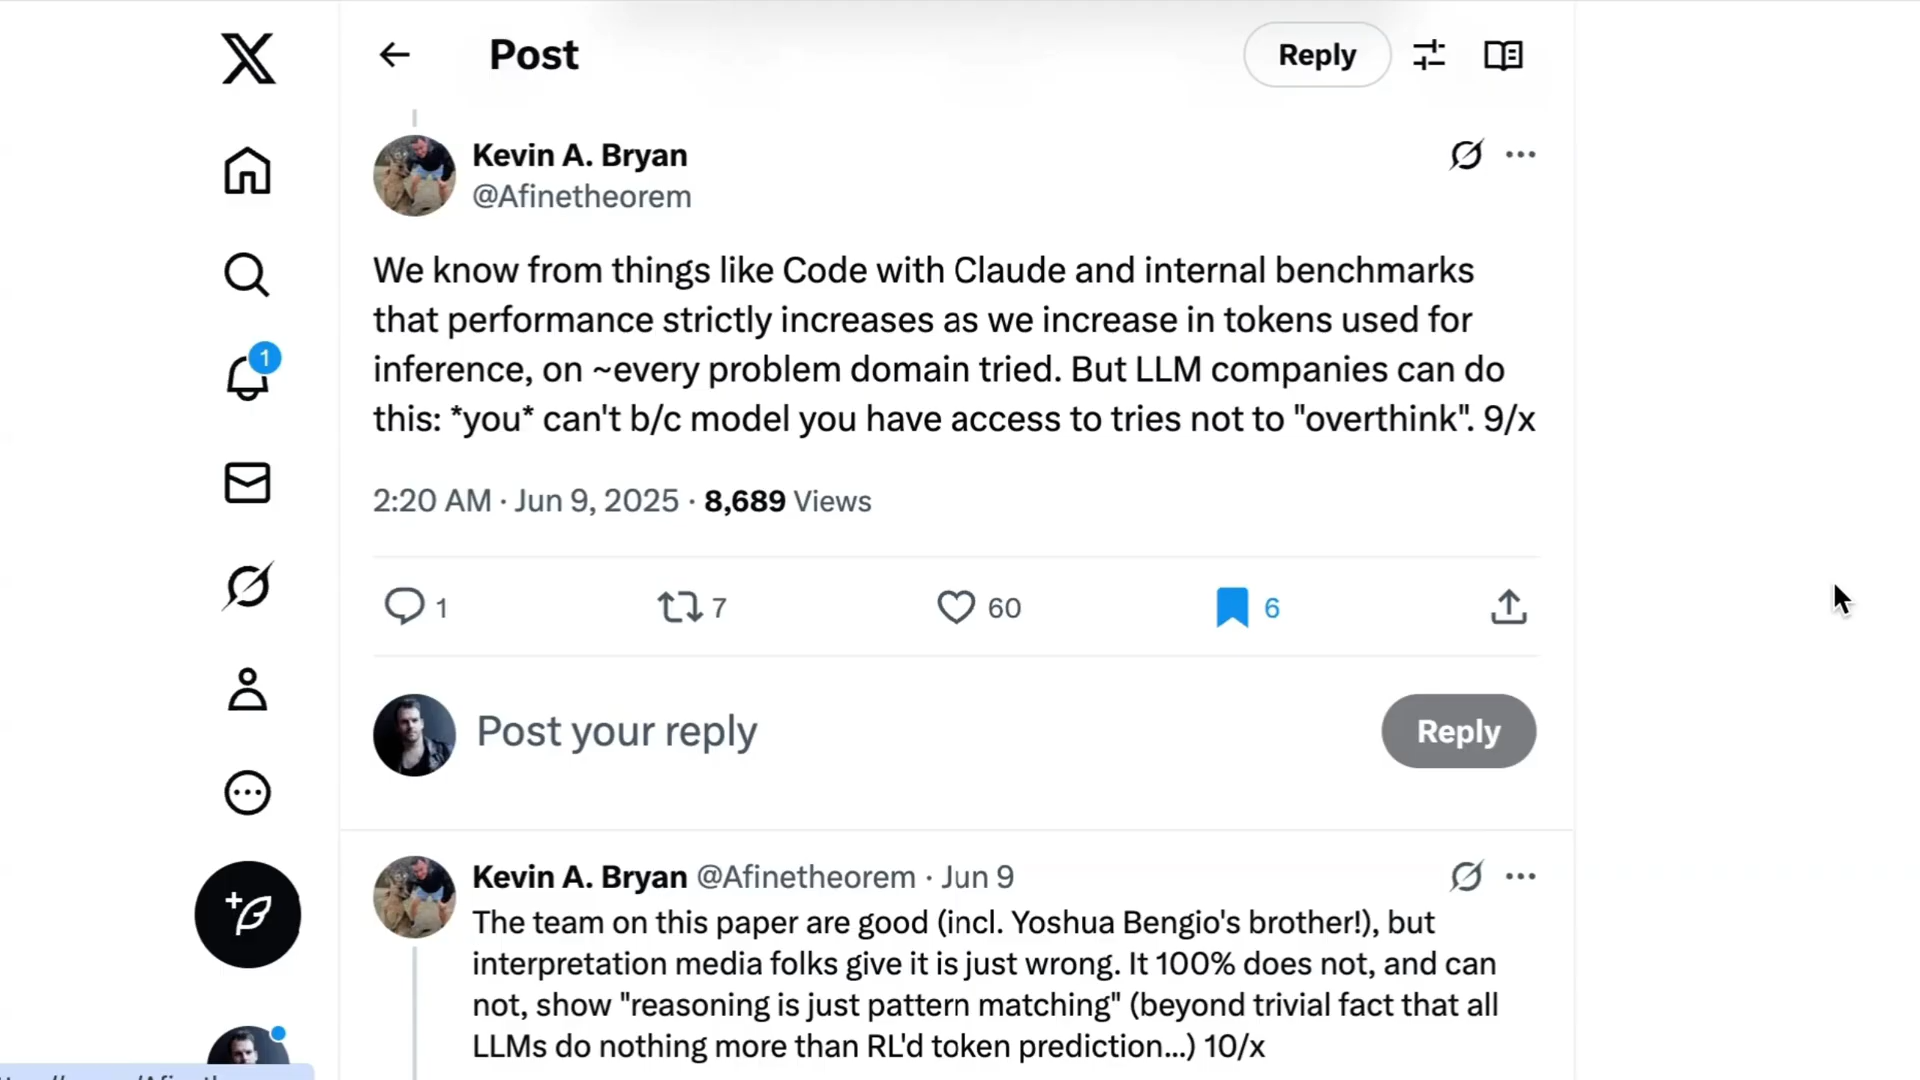 Post
Reply
Kevin A. Bryan
@Afinetheorem
We know from things like Code with Claude and internal benchmarks
that performance strictly increases as we increase in tokens used for
inference, on ~every problem domain tried. But LLM companies can do
this: *you* can't b/c model you have access to tries not to "overthink". 9/x
2:20 AM · Jun 9, 2025 · 8,689 Views
1
7
60
6
1
Post your reply
Reply
Kevin A. Bryan @Afinetheorem · Jun 9
The team on this paper are good (incl. Yoshua Bengio's brother!), but
interpretation media folks give it is just wrong. It 100% does not, and can
not, show "reasoning is just pattern matching" (beyond trivial fact that all
LLMs do nothing more than RL'd token prediction...) 10/x